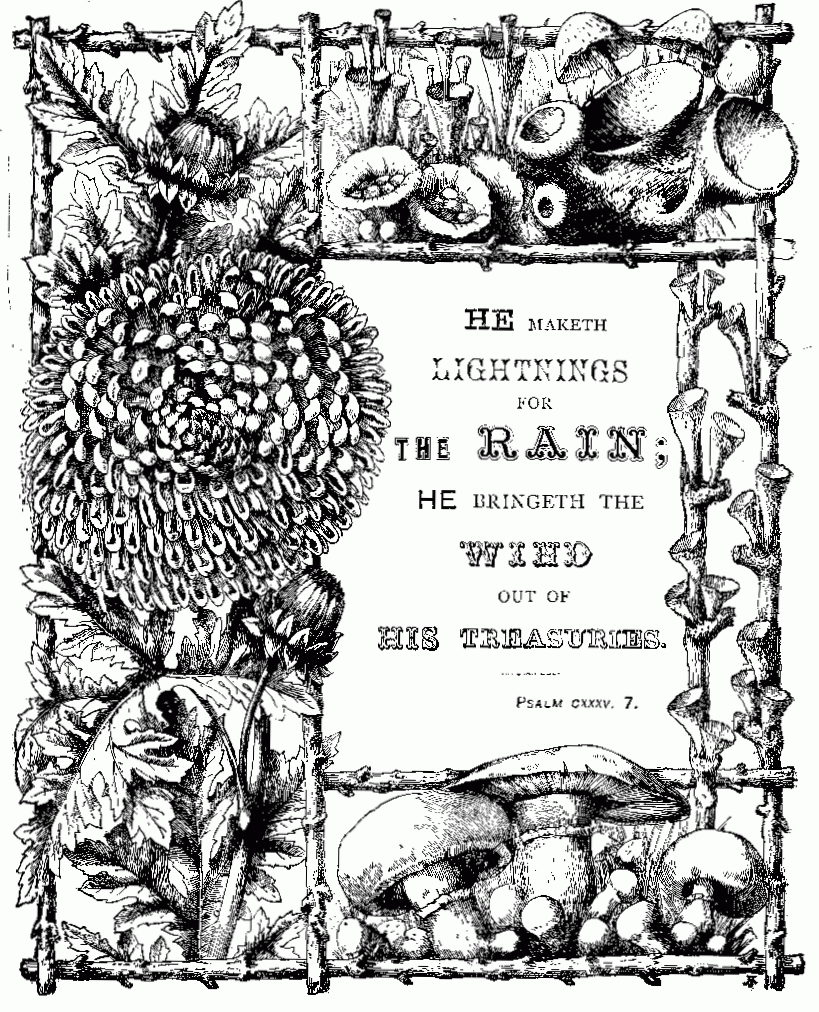 HE MAKETH
LIGHTNINGS
FOR
THE RAIN;
HE BRINGETH THE
WIND
OUT OF
HIS TREASURIES.
PSALM CXXXV, 7.